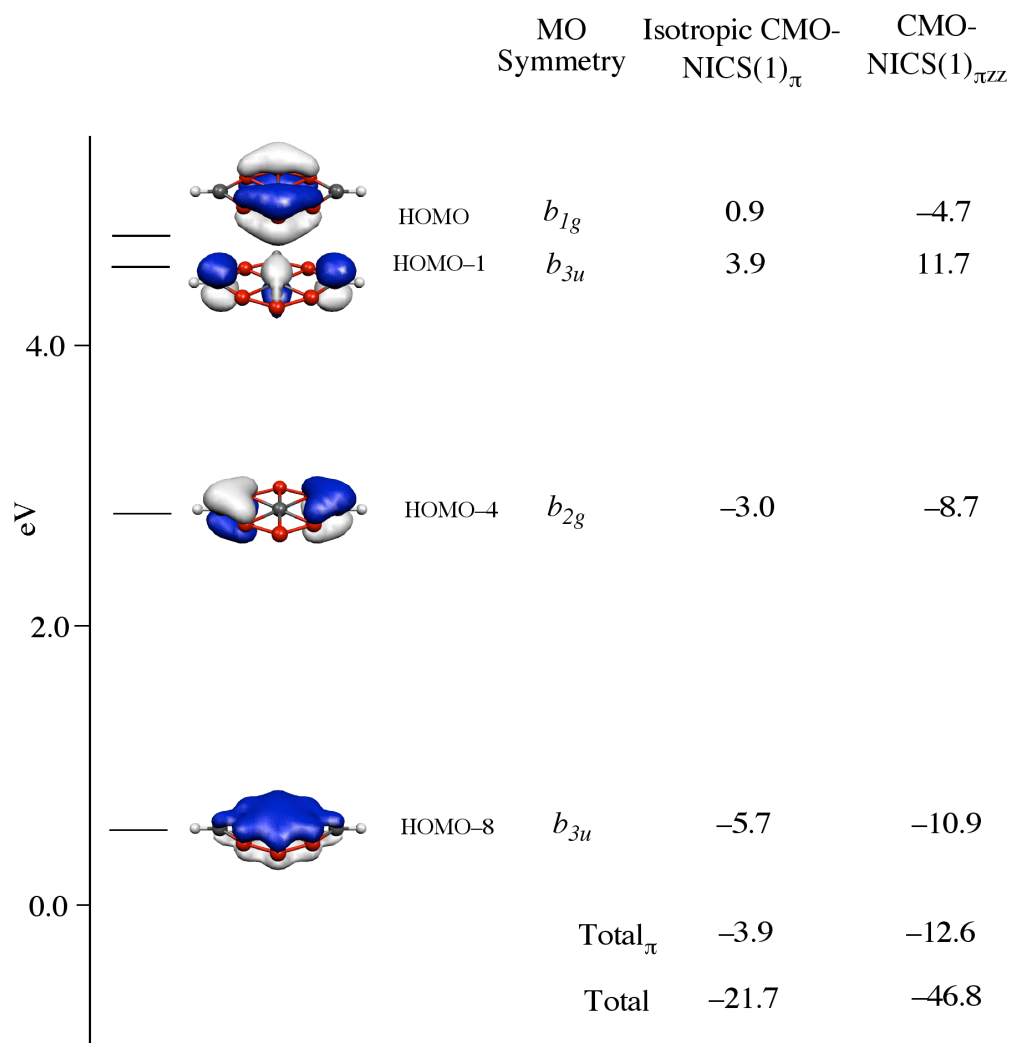 MO Symmetry Isotropic CMO-NICS(1)π CMO-NICS(1)πzz
HOMO b1g 0.9 –4.7
HOMO–1 b3u 3.9 11.7
4.0
HOMO–4 b2g –3.0 –8.7
eV
2.0
HOMO–8 b3u –5.7 –10.9
0.0
Totalπ –3.9 –12.6
Total –21.7 –46.8